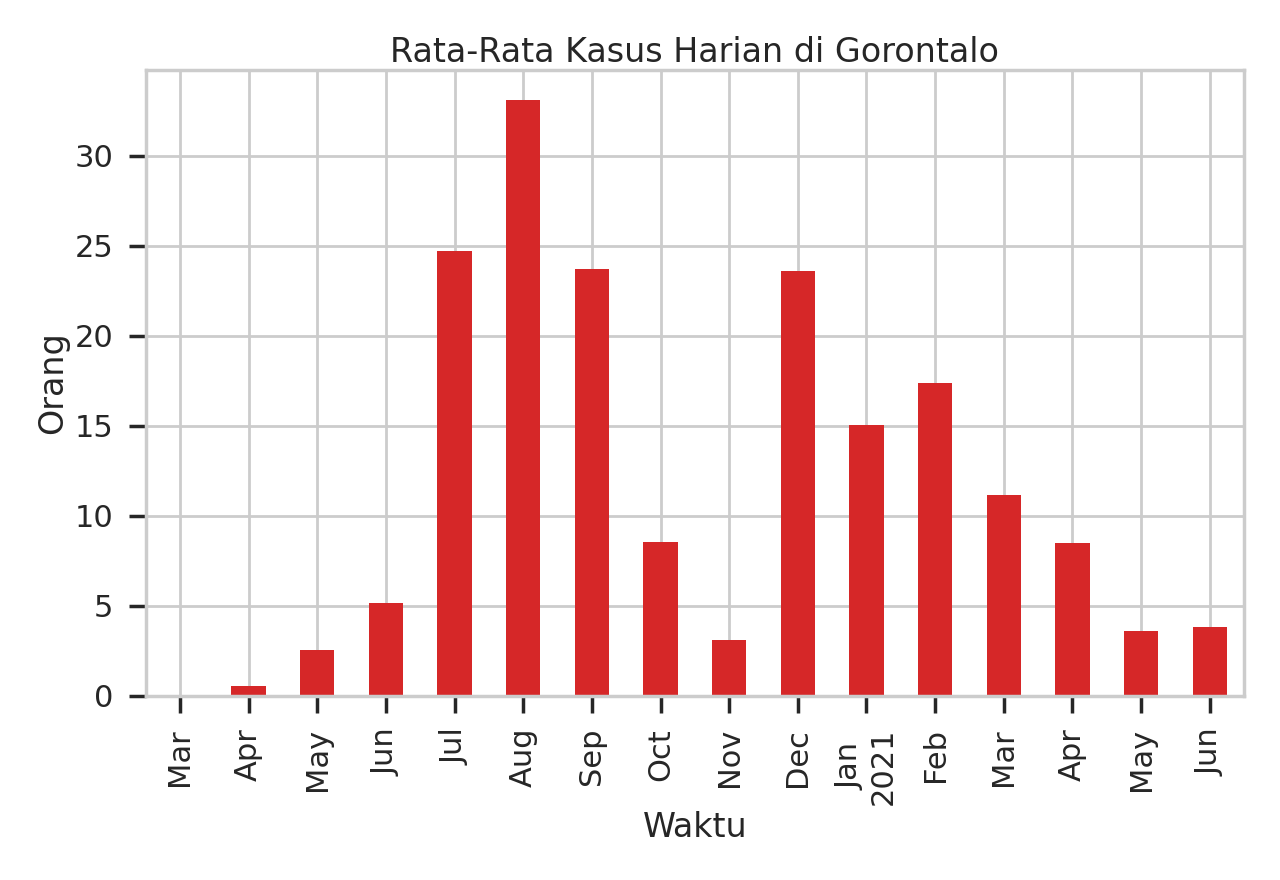 Rata-Rata Kasus Harian di Gorontalo
Orang
30
25
20
15
10
5
0
Mar
Apr
May
Jun
Jul
Aug
Sep
Oct
Nov
Dec
Jan
2021
Feb
Mar
Apr
May
Jun
Waktu